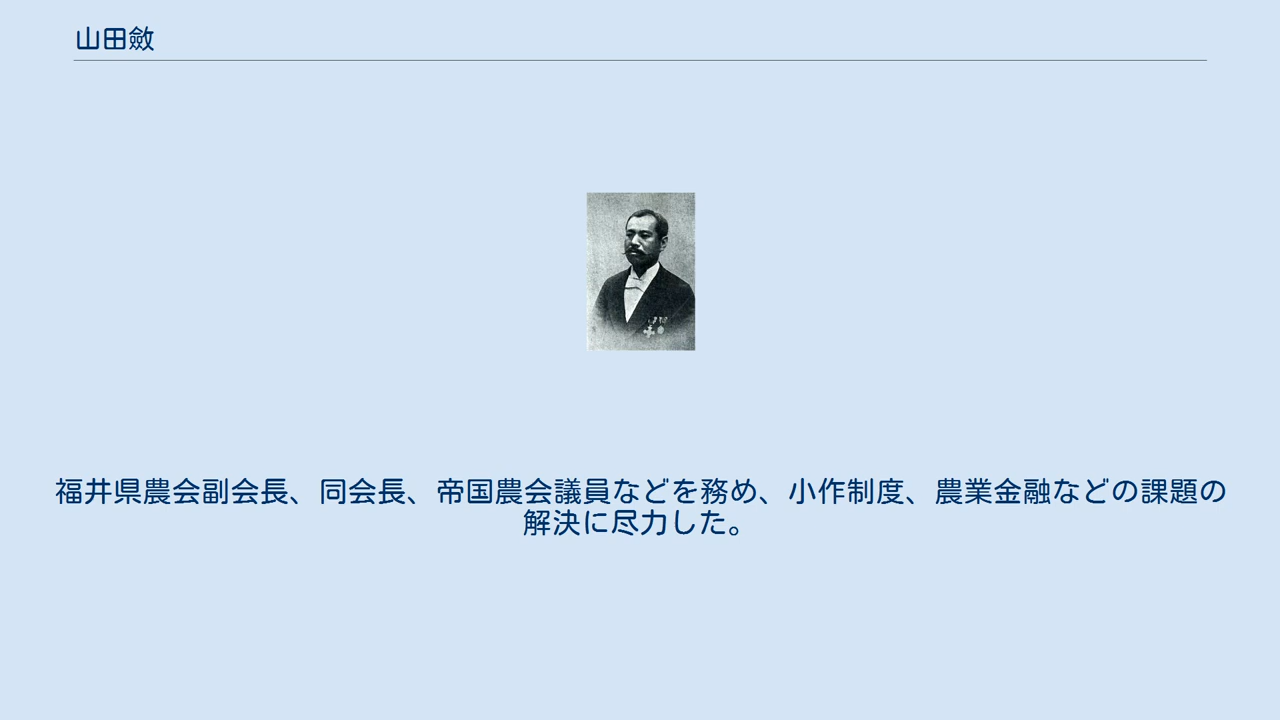 山田斂
福井県農会副会長、同会長、帝国農会議員などを務め、小作制度、農業金融などの課題の
解決に尽力した。